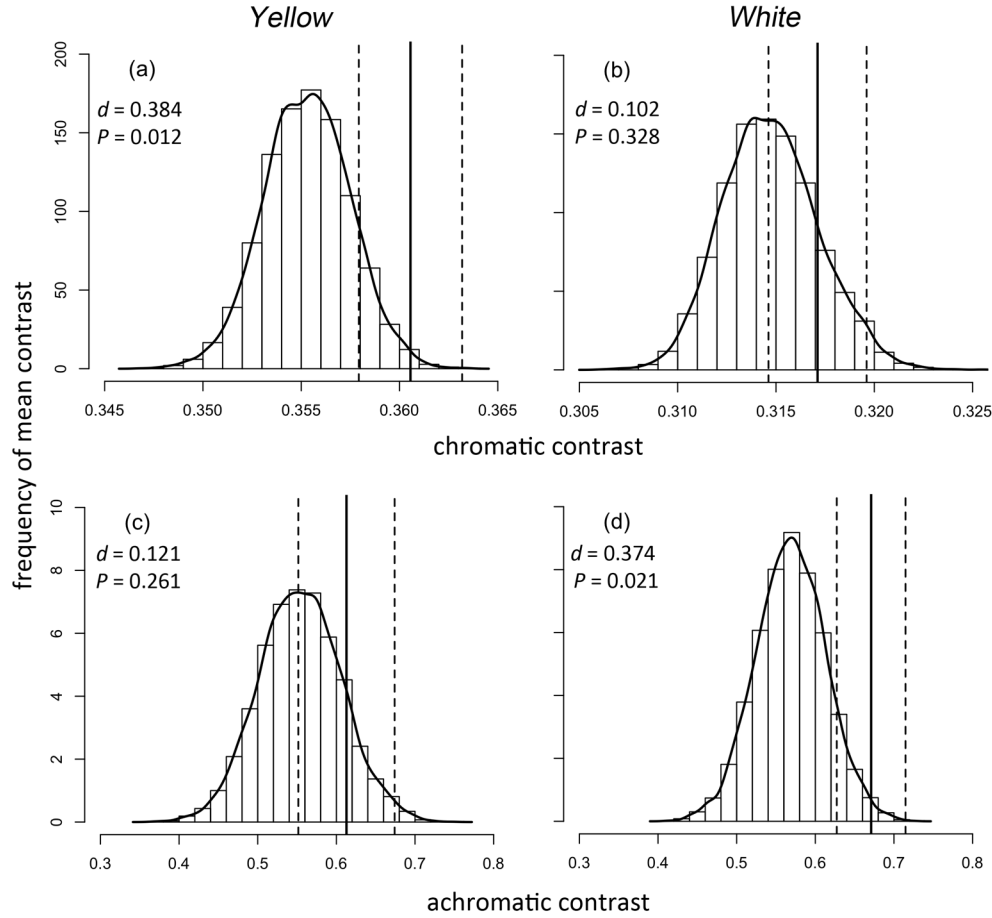 Yellow
White
(a)
d = 0.384
P = 0.012
(b)
d = 0.102
P = 0.328
200
150
100
50
0
0.345 0.350 0.355 0.360 0.365
0.305 0.310 0.315 0.320 0.325
chromatic contrast
frequency of mean contrast
(c)
d = 0.121
P = 0.261
(d)
d = 0.374
P = 0.021
10
8
6
4
2
0
0.3 0.4 0.5 0.6 0.7 0.8
0.3 0.4 0.5 0.6 0.7 0.8
achromatic contrast